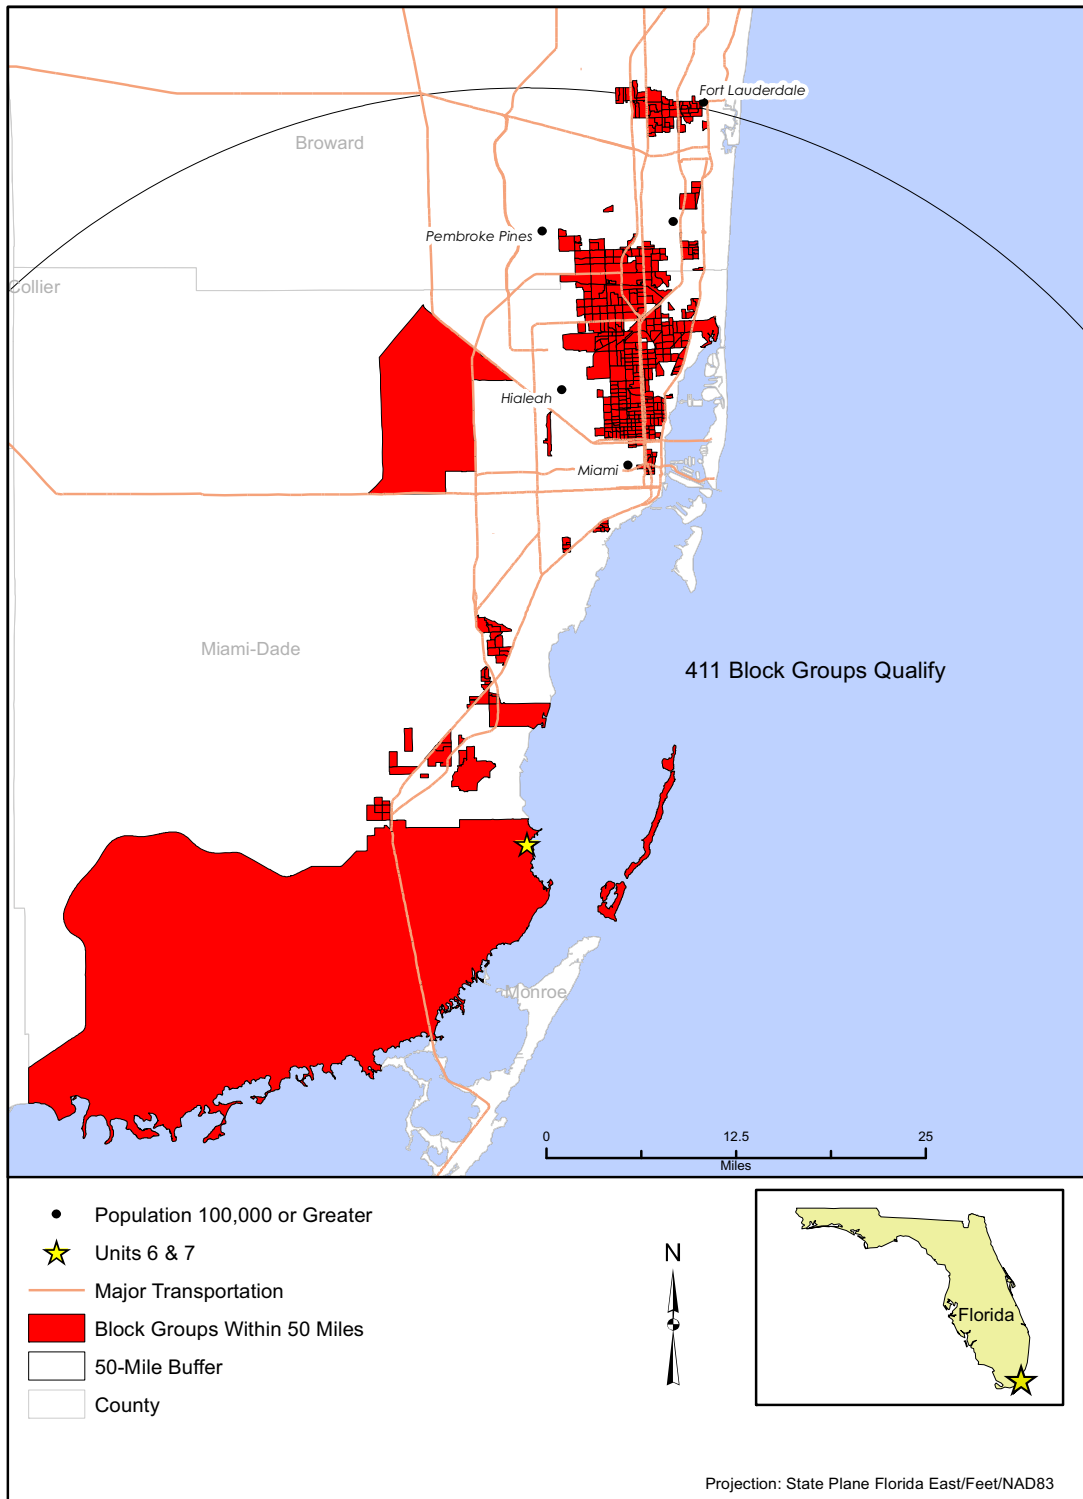 Fort Lauderdale
Broward
Pembroke Pines
Collier
Hialeah
Miami
Miami-Dade
411 Block Groups Qualify
Monroe
0 12.5 25
Miles
Population 100,000 or Greater
Units 6 & 7
Major Transportation
Block Groups Within 50 Miles
50-Mile Buffer
County
N
Florida
Projection: State Plane Florida East/Feet/NAD83